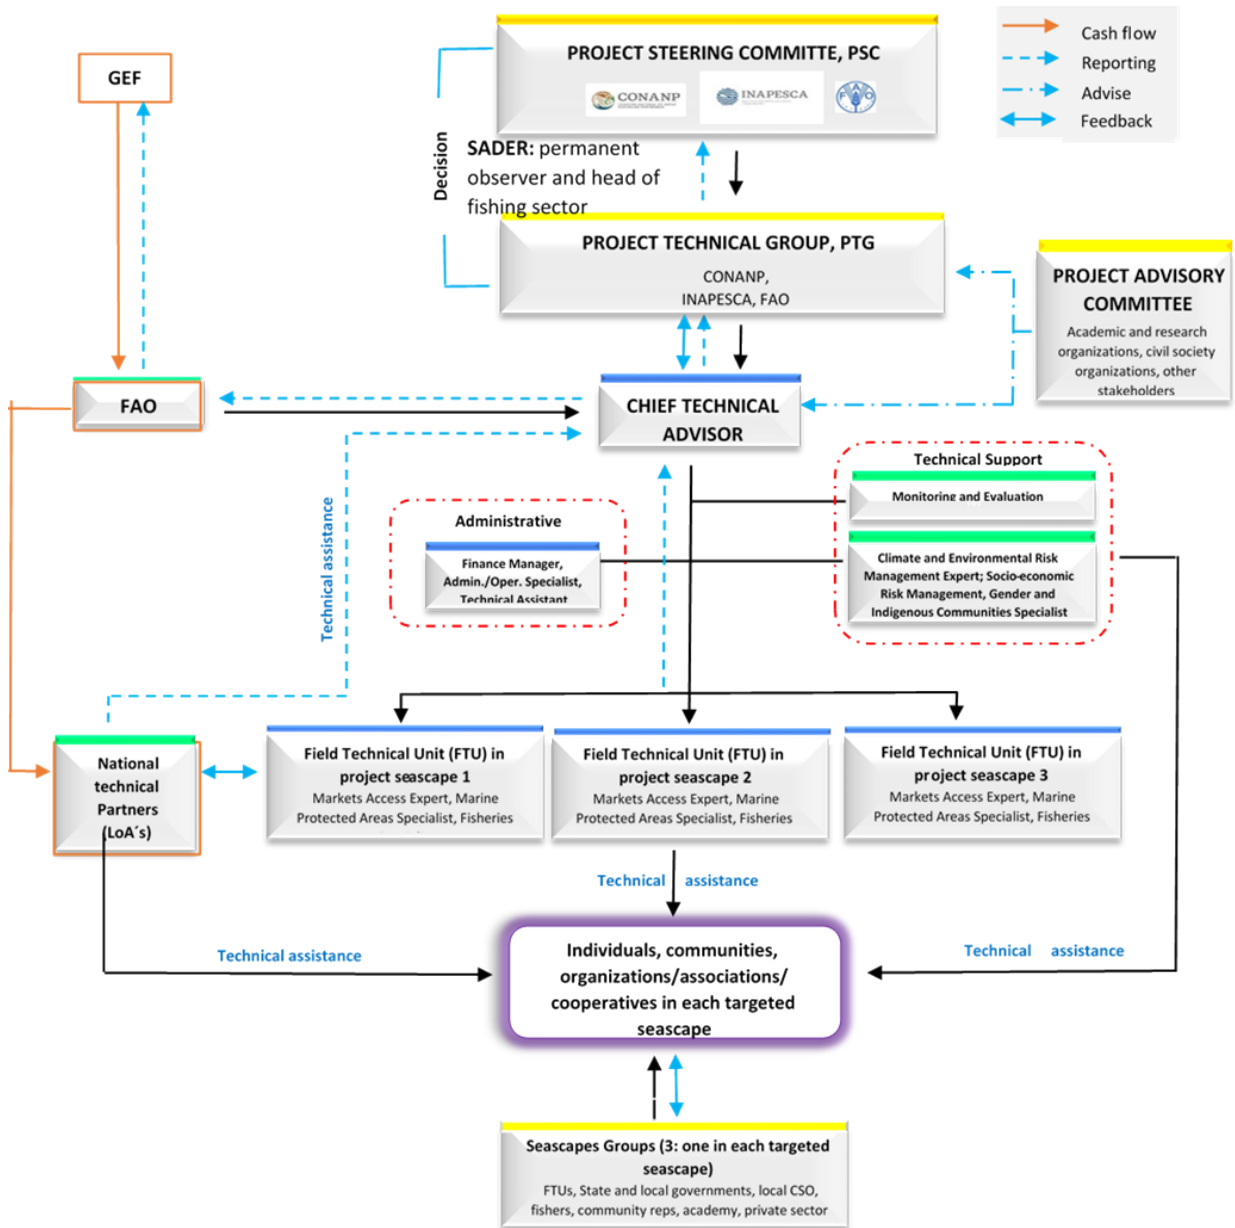 PROJECT STEERING COMMITTE, PSC
CONANP
INAPESCA
FAO
GEF
Cash flow
Reporting
Advise
Feedback
Decision
SADER: permanent
observer and head of
fishing sector
PROJECT TECHNICAL GROUP, PTG
CONANP,
INAPESCA, FAO
PROJECT ADVISORY
COMMITTEE
Academic and research
organizations, civil society
organizations, other
stakeholders
FAO
CHIEF TECHNICAL
ADVISOR
Technical assistance
Technical Support
Monitoring and Evaluation
Climate and Environmental Risk
Management Expert; Socio-economic
Risk Management, Gender and
Indigenous Communities Specialist
Administrative
Finance Manager,
Admin./Oper. Specialist,
Technical Assistant
National
technical
Partners
(LoA´s)
Field Technical Unit (FTU) in
project seascape 1
Markets Access Expert, Marine
Protected Areas Specialist, Fisheries
Field Technical Unit (FTU) in
project seascape 2
Markets Access Expert, Marine
Protected Areas Specialist, Fisheries
Field Technical Unit (FTU) in
project seascape 3
Markets Access Expert, Marine
Protected Areas Specialist, Fisheries
Technical assistance
Technical assistance
Technical assistance
Individuals, communities,
organizations/associations/
cooperatives in each targeted
seascape
Seascapes Groups (3: one in each targeted
seascape)
FTUs, State and local governments, local CSO,
fishers, community reps, academy, private sector